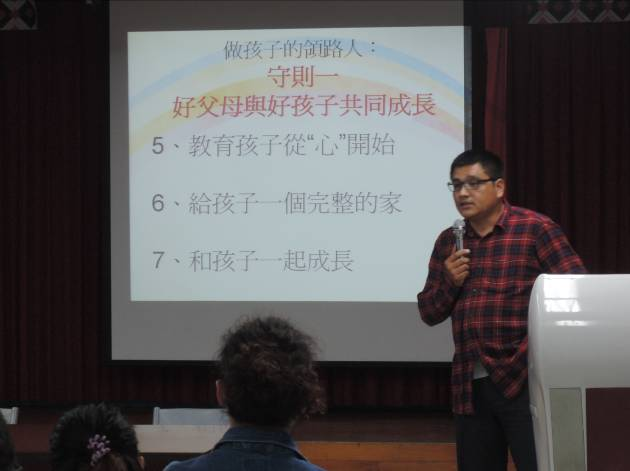 做孩子的領路人：
守則一
好父母與好孩子共同成長
5、教育孩子從“心”開始
6、給孩子一個完整的家
7、和孩子一起成長